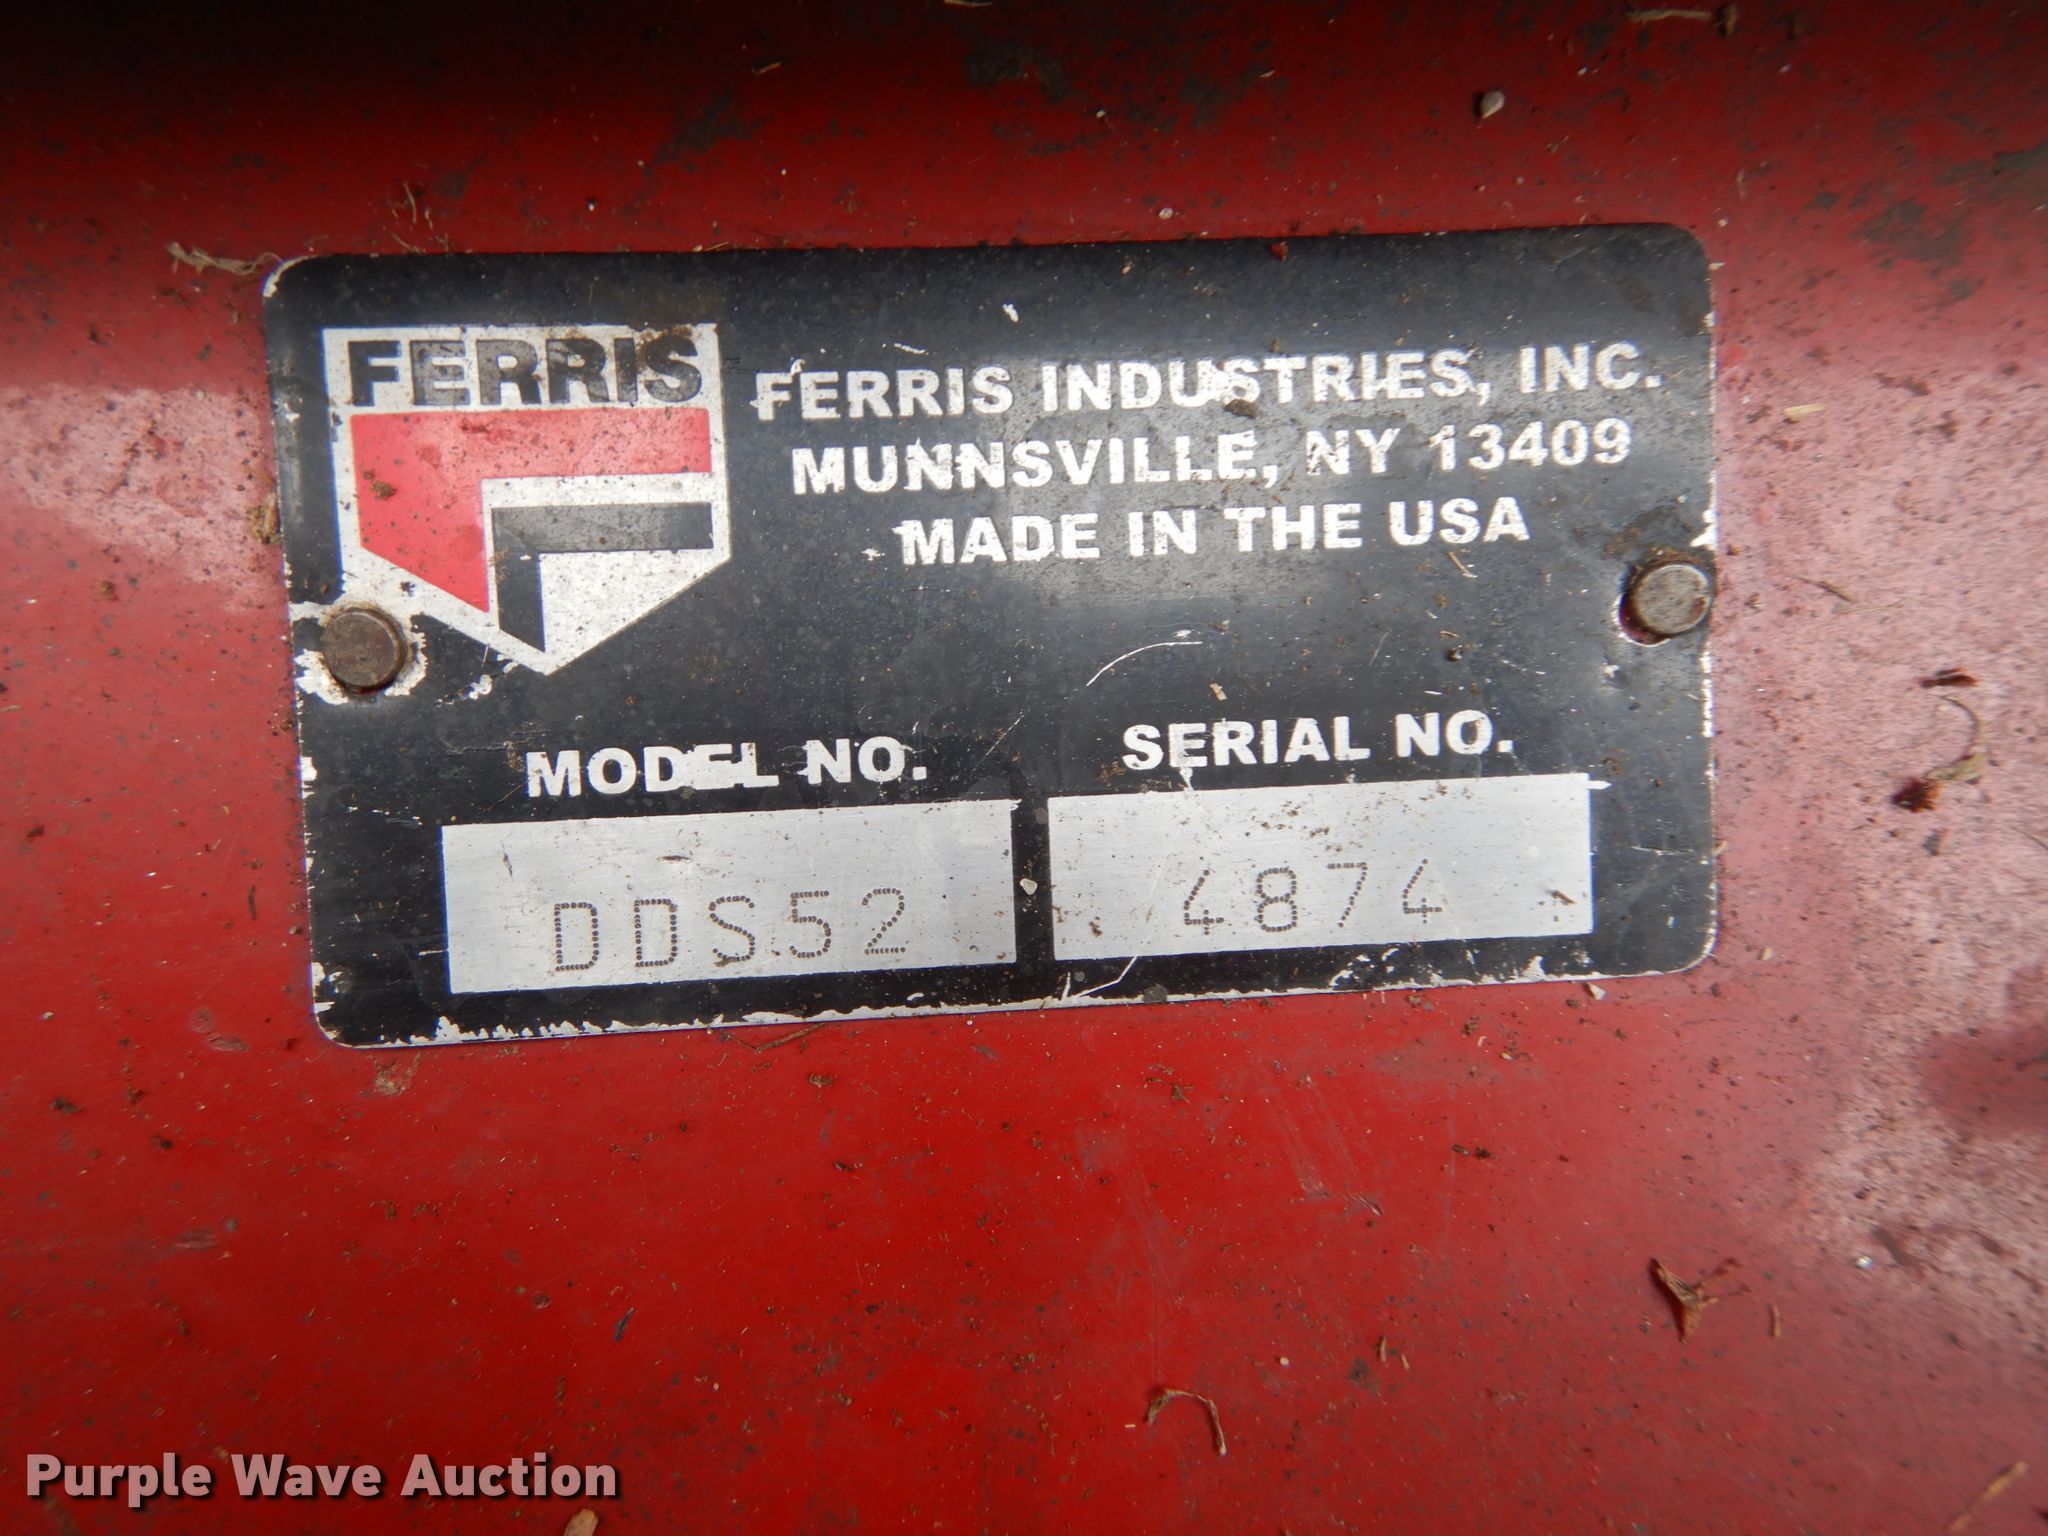 FERRIS
FERRIS INDUSTRIES, INC.
MUNNSVILLE, NY 13409
MADE IN THE USA
MODEL NO.
SERIAL NO.
DDS52
4874
Purple Wave Auction